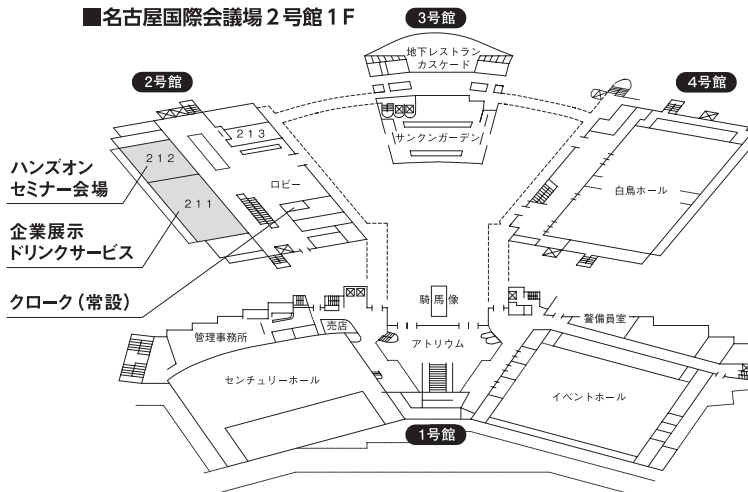 ■名古屋国際会議場2号館1F
3号館
地下レストラン
カスケード
2号館
4号館
213
サンクンガーデン
212
ハンズオン
セミナー会場
ロビー
白鳥ホール
211
企業展示
ドリンクサービス
クローク(常設)
騎馬像
売店
警備員室
管理事務所
アトリウム
センチュリーホール
イベントホール
1号館